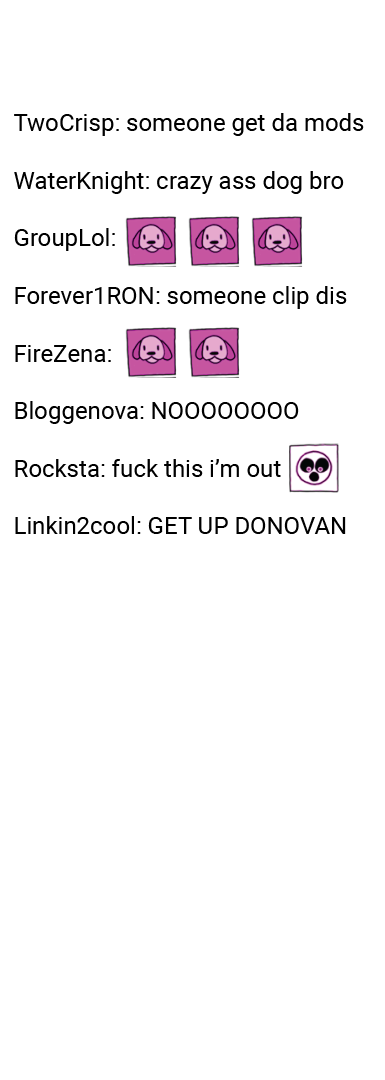 TwoCrisp: someone get da mods
WaterKnight: crazy ass dog bro
GroupLol:
Forever1RON: someone clip dis
FireZena:
Bloggenova: NOOOOOOOO
Rocksta: fuck this i’m out
Linkin2cool: GET UP DONOVAN